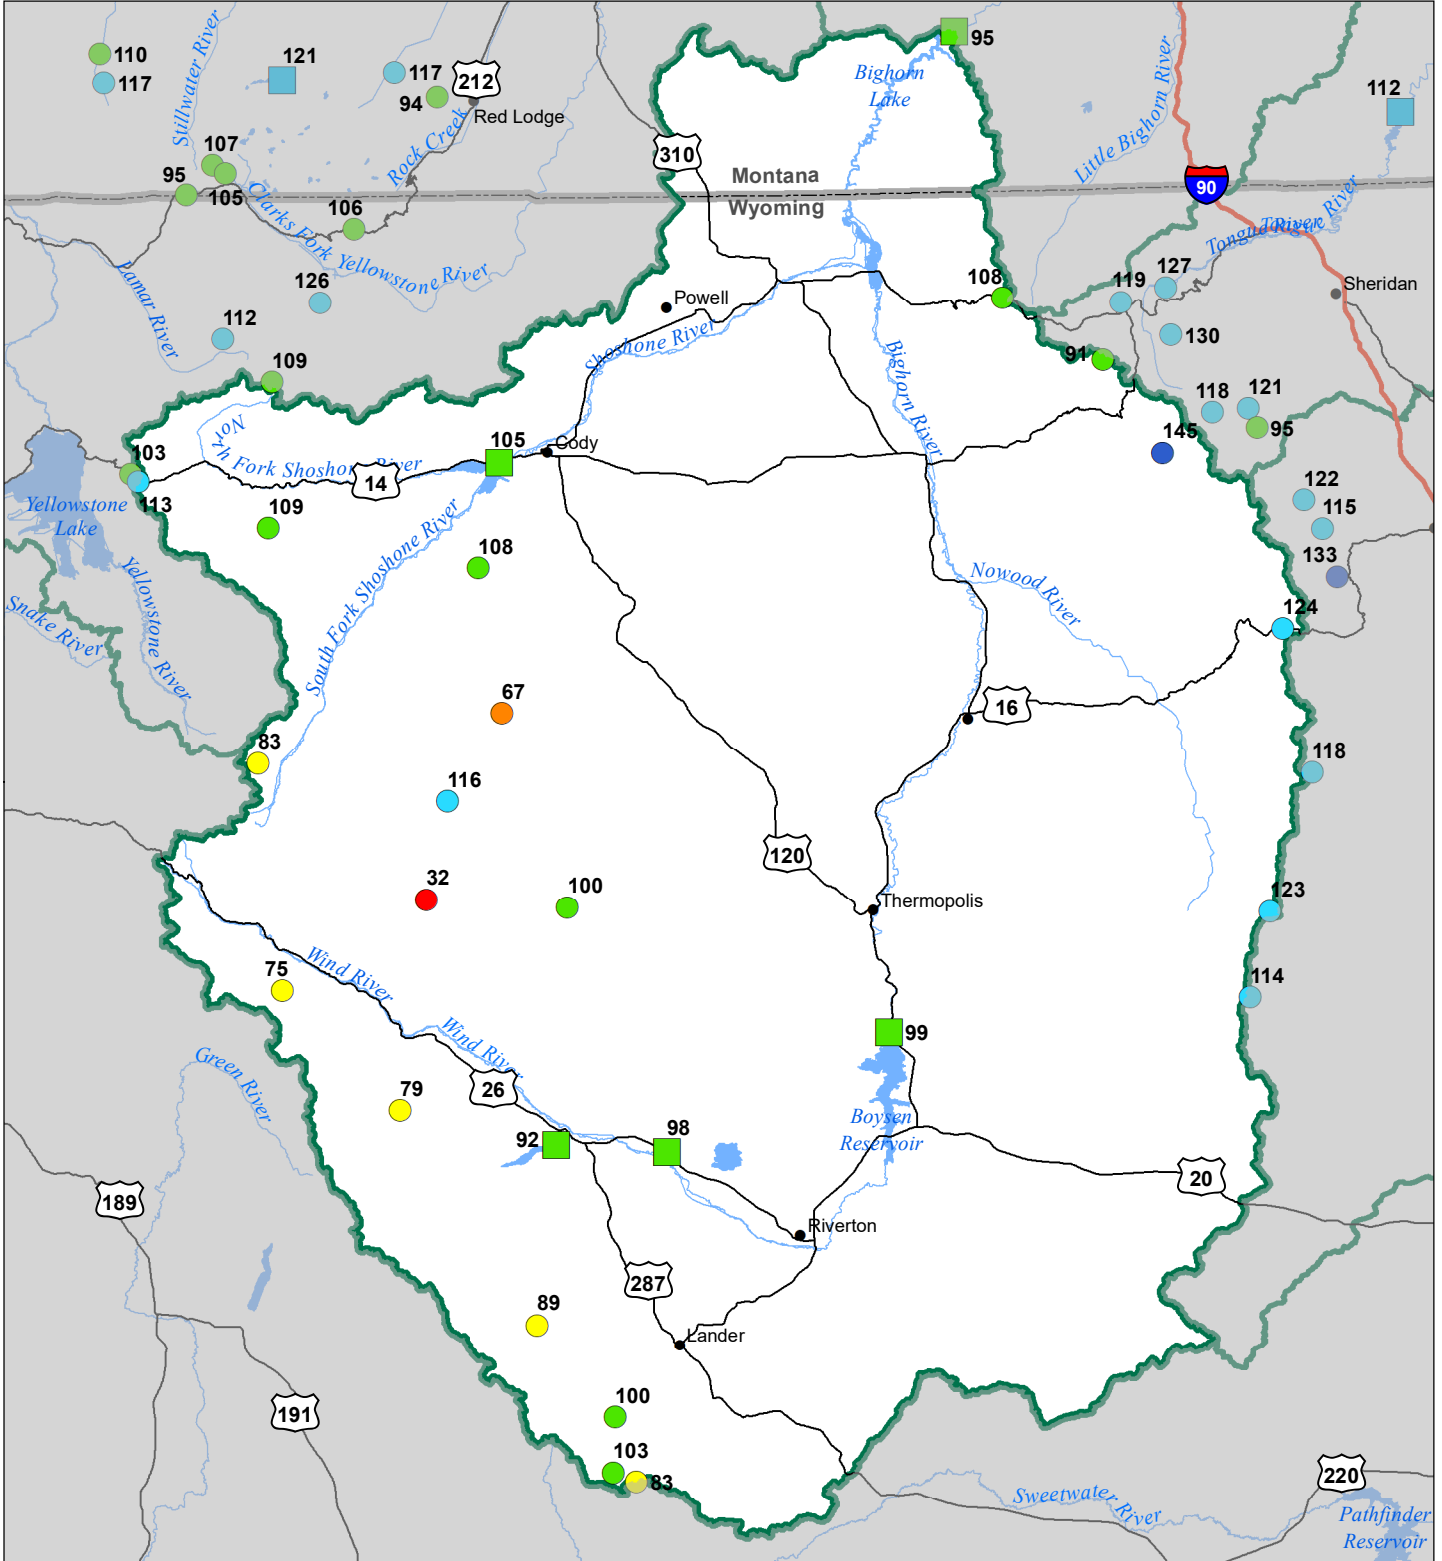 110
117
Stillwater River
121
117
94
212
Red Lodge
Rock Creek
107
95
105
106
Clarks Fork Yellowstone River
126
112
Lamar River
109
310
Montana
Wyoming
Bighorn
Lake
95
Little Bighorn River
112
90
Tongue River
Tongue River
Sheridan
108
119
127
130
91
118
121
95
145
122
115
133
124
Powell
Shoshone River
Bighorn River
105
Cody
North Fork Shoshone River
14
103
113
Yellowstone
Lake
109
108
South Fork Shoshone River
Yellowstone River
Snake River
Nowood River
67
83
116
16
118
120
32
100
Thermopolis
123
114
75
Wind River
Wind River
99
Green River
79
26
92
98
Boysen
Reservoir
20
189
Riverton
287
89
Lander
191
100
103
83
220
Sweetwater River
Pathfinder
Reservoir